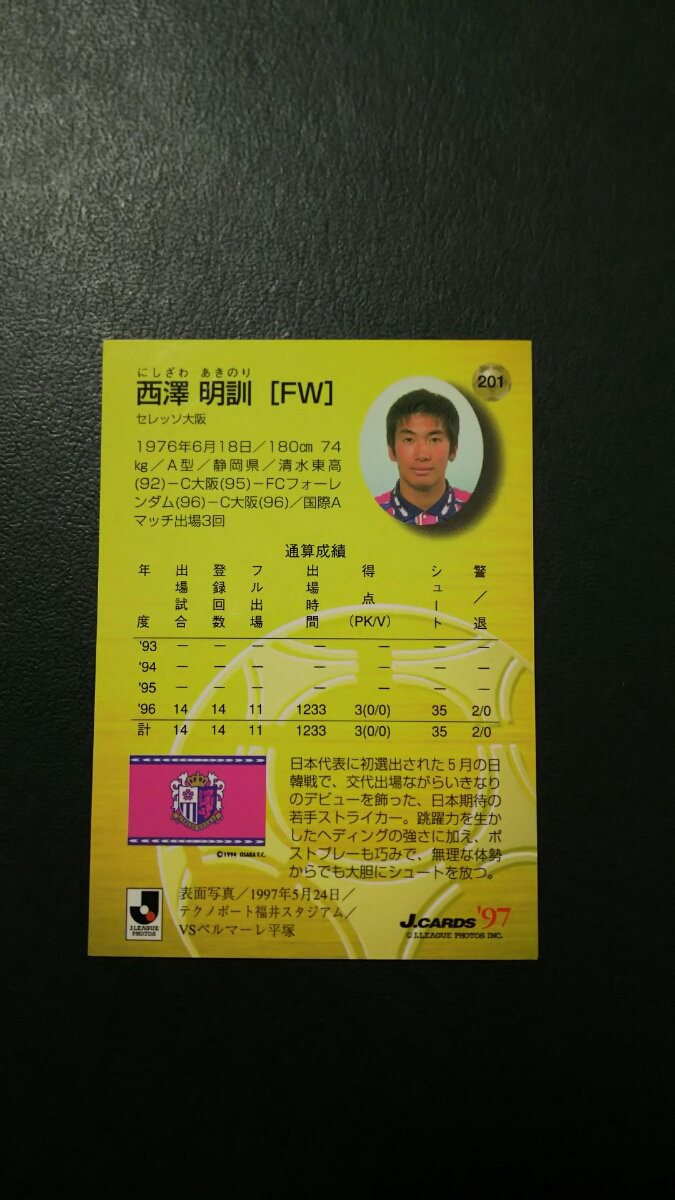 にしざわ あきのり
西澤 明訓 [FW]
201
セレッソ大阪
1976年6月18日/180㎝ 74
kg/A型/静岡県/清水東高
(92)−C大阪(95)−FCフォーレ
ンダム(96)−C大阪(96)/国際A
マッチ出場3回
通算成績
年度 出場試合 登録回数 フル出場 出場時間 得点(PK/V) シュート 警/退
'93 − − − − − − −
'94 − − − − − − −
'95 − − − − − − −
'96 14 14 11 1233 3(0/0) 35 2/0
計 14 14 11 1233 3(0/0) 35 2/0
日本代表に初選出された5月の日
韓戦で、交代出場ながらいきなり
のデビューを飾った、日本期待の
若手ストライカー。跳躍力を生か
したヘディングの強さに加え、ポ
ストプレーも巧みで、無理な体勢
からでも大胆にシュートを放つ。
©1994 OSAKA F.C.
表面写真/1997年5月24日/
テクノポート福井スタジアム/
VSベルマーレ平塚
J.LEAGUE
PHOTOS
J.CARDS '97
© J.LEAGUE PHOTOS INC.